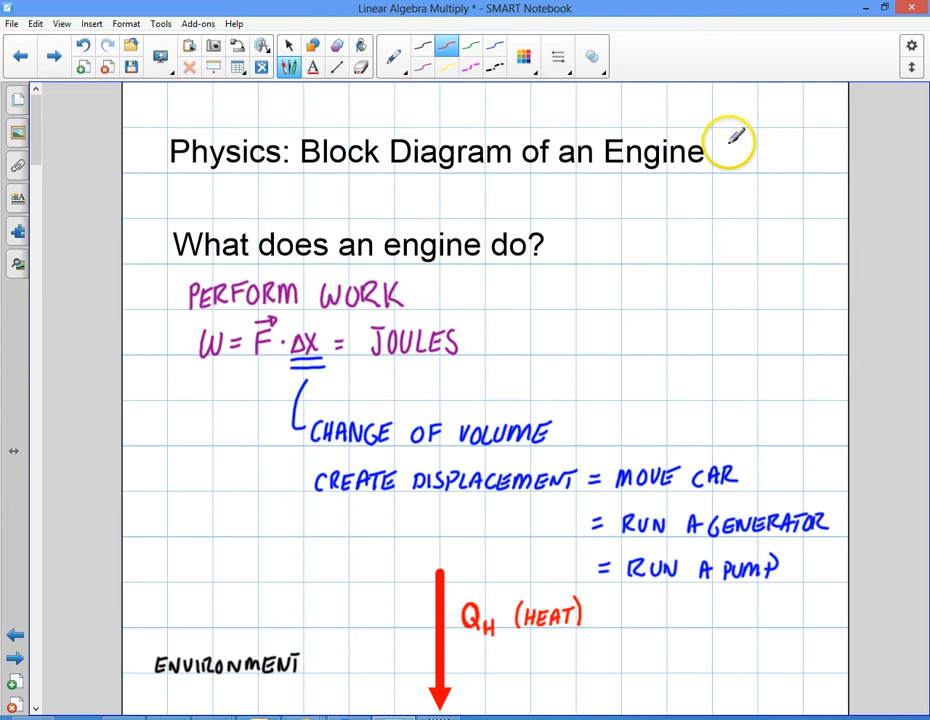 Linear Algebra Multiply * - SMART Notebook
File Edit View Insert Format Tools Add-ons Help
Physics: Block Diagram of an Engine
What does an engine do?
PERFORM WORK
W = F · ΔX = JOULES
CHANGE OF VOLUME
CREATE DISPLACEMENT = MOVE CAR
= RUN A GENERATOR
= RUN A PUMP
QH (HEAT)
ENVIRONMENT